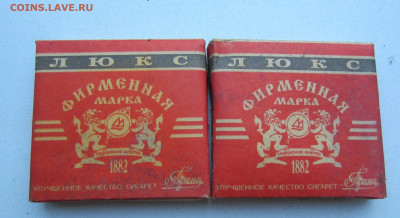 COINS.LAVE.RU
ЛЮКС
ФИРМЕННАЯ
МАРКА
1882
УЛУЧШЕННОЕ КАЧЕСТВО СИГАРЕТ
ЛЮКС
ФИРМЕННАЯ
МАРКА
1882
УЛУЧШЕННОЕ КАЧЕСТВО СИГАРЕТ